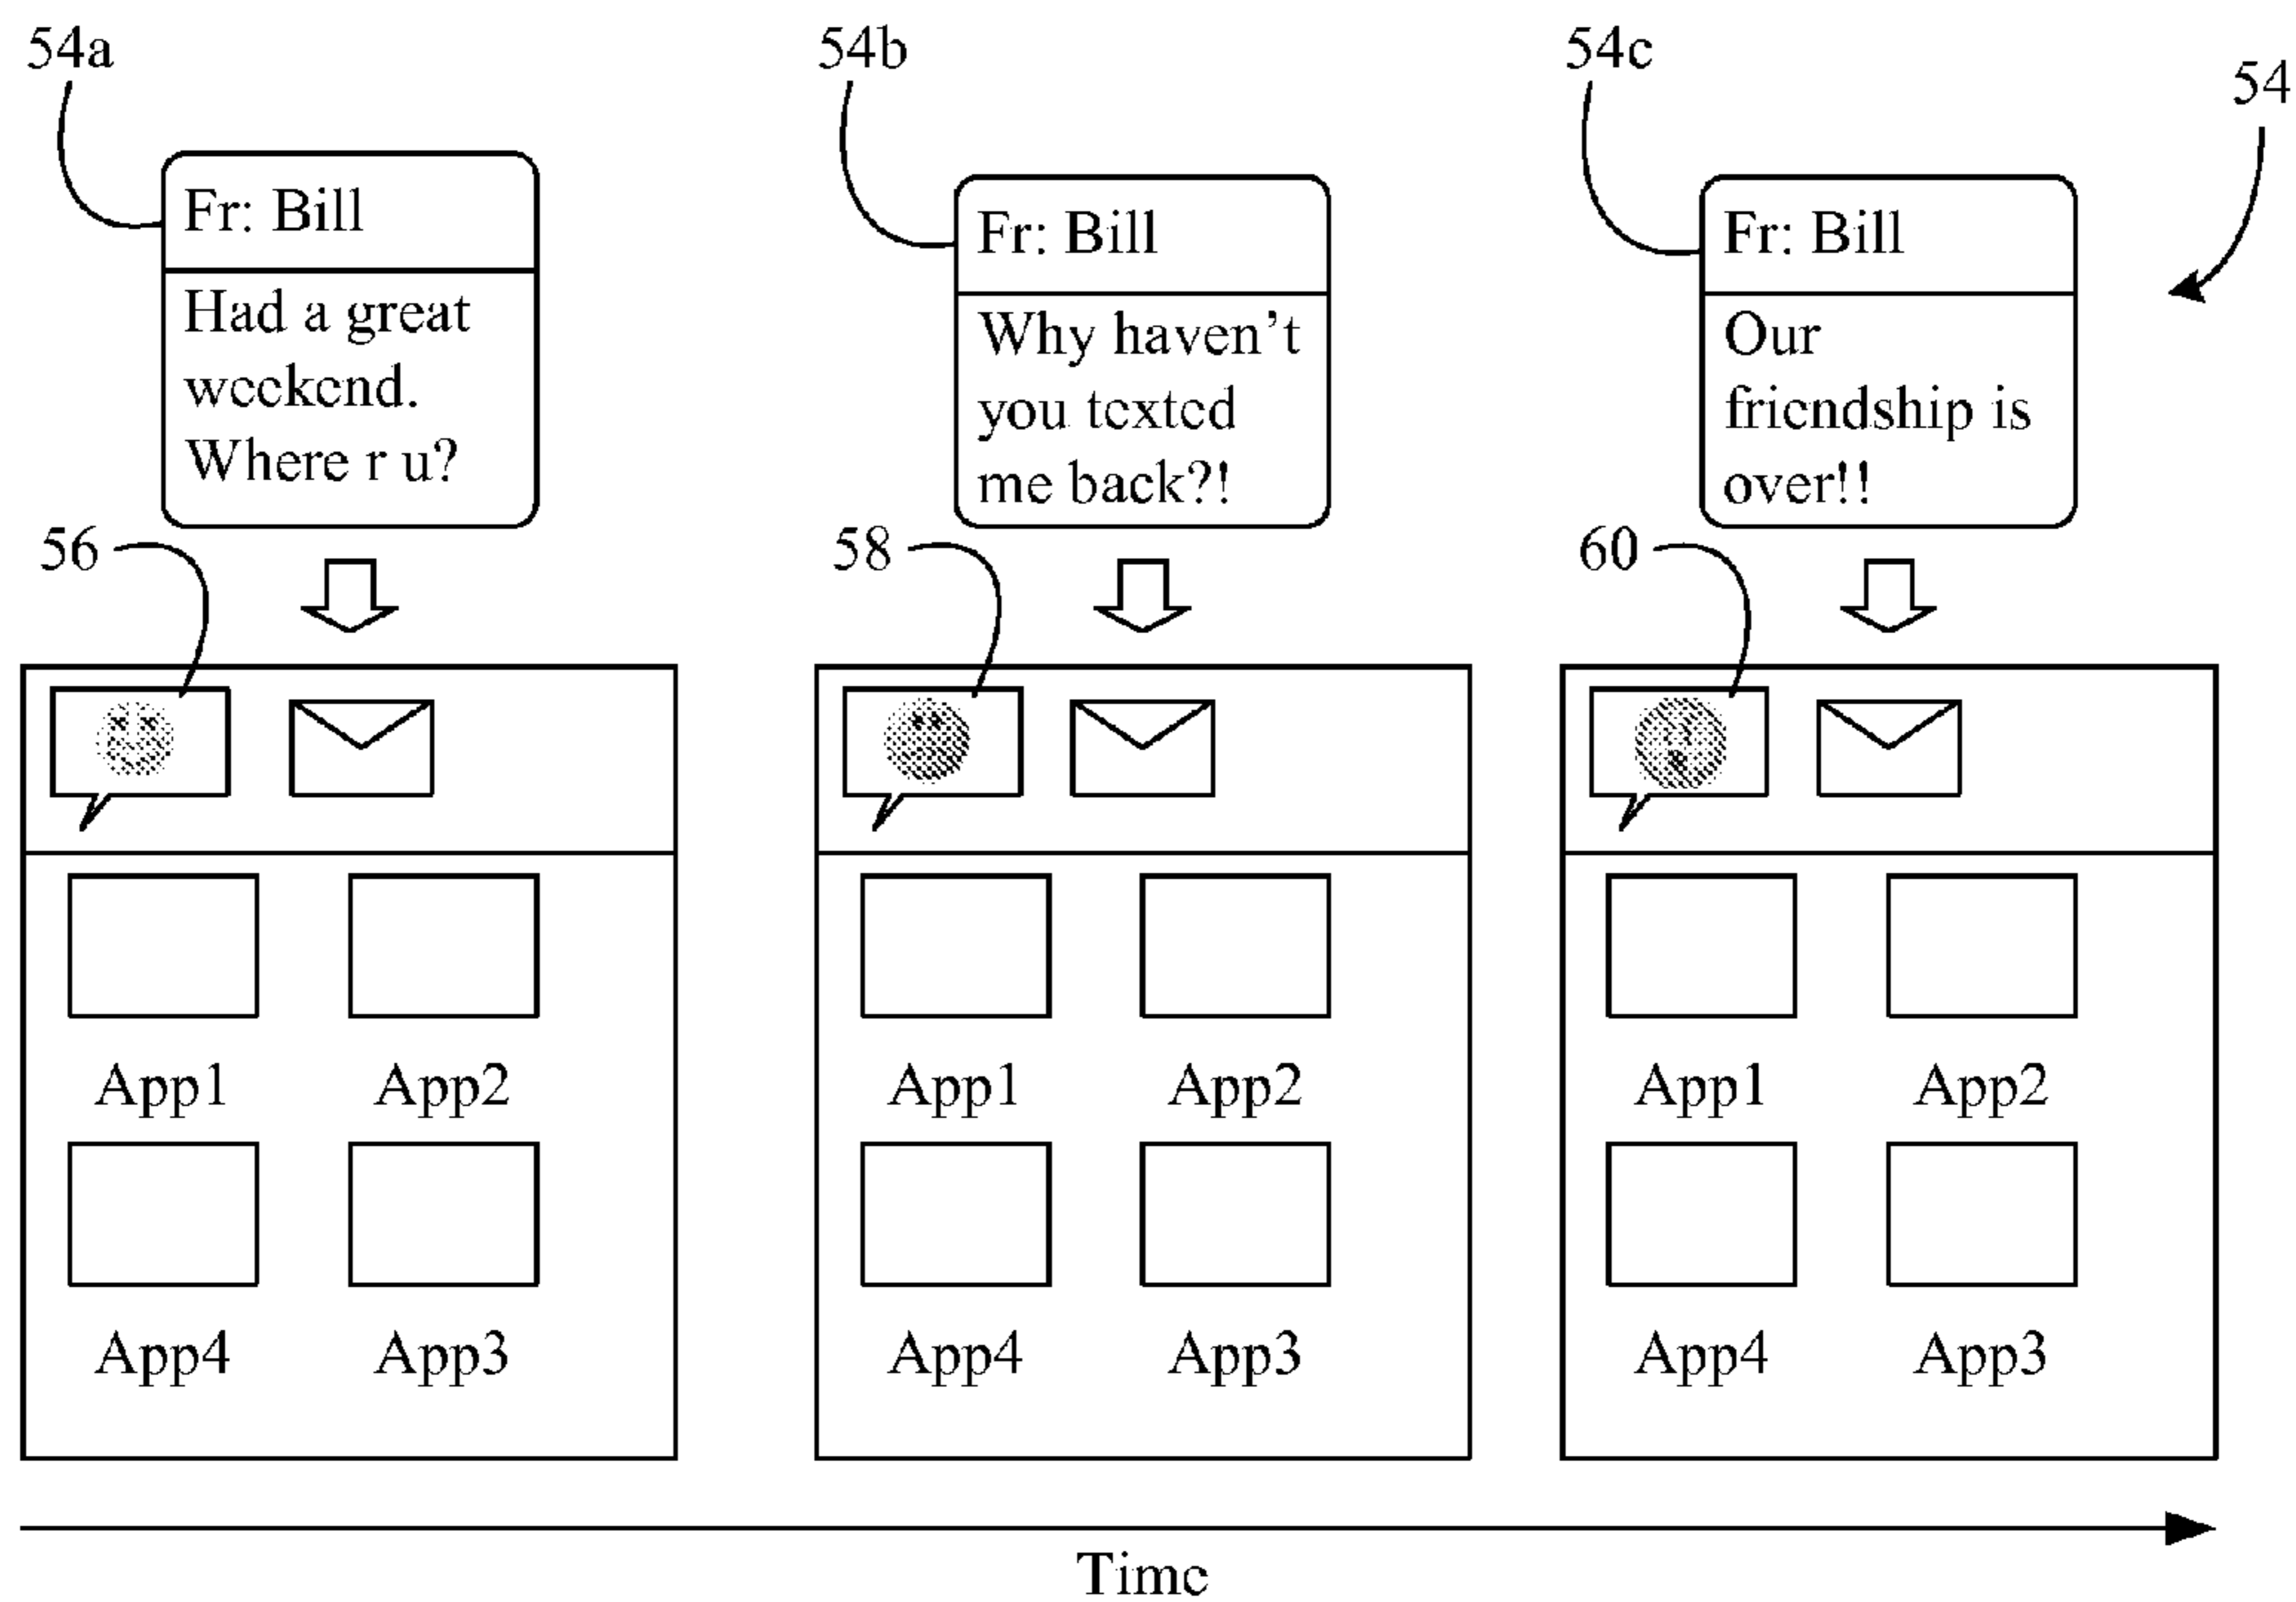 54a
54b
54c
54
Fr: Bill
Had a great
weekend.
Where r u?
Fr: Bill
Why haven’t
you texted
me back?!
Fr: Bill
Our
friendship is
over!!
56
58
60
App1
App2
App4
App3
App1
App2
App4
App3
App1
App2
App4
App3
Time